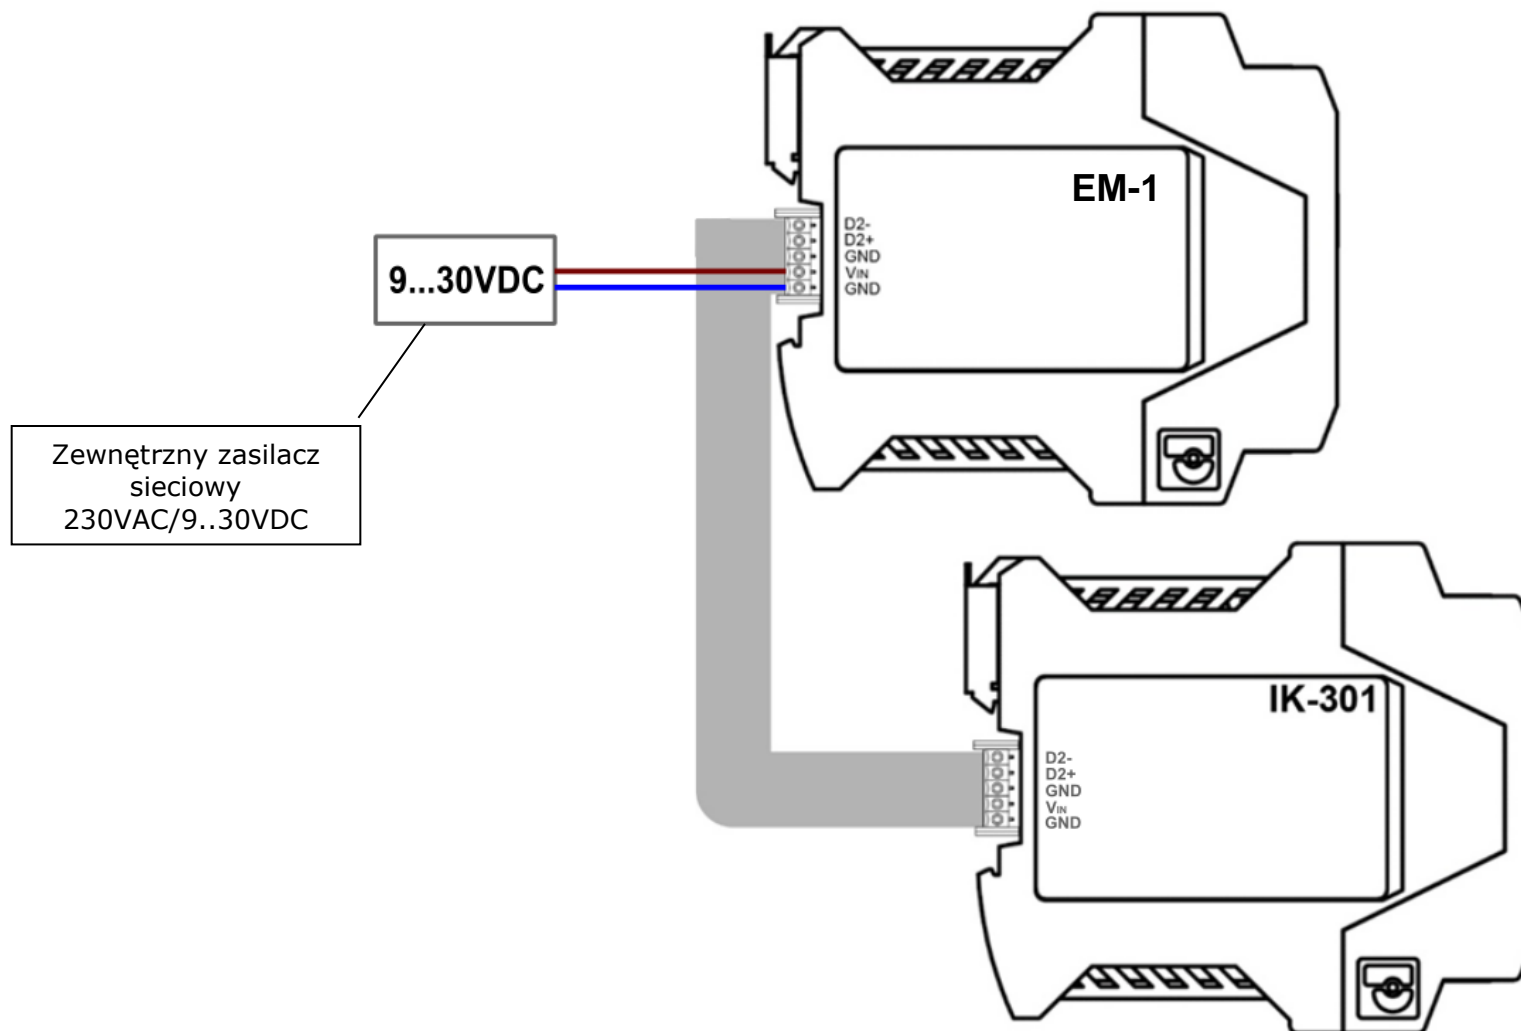 EM-1
D2-
D2+
GND
VIN
GND
9...30VDC
Zewnętrzny zasilacz
sieciowy
230VAC/9..30VDC
IK-301
D2-
D2+
GND
VIN
GND